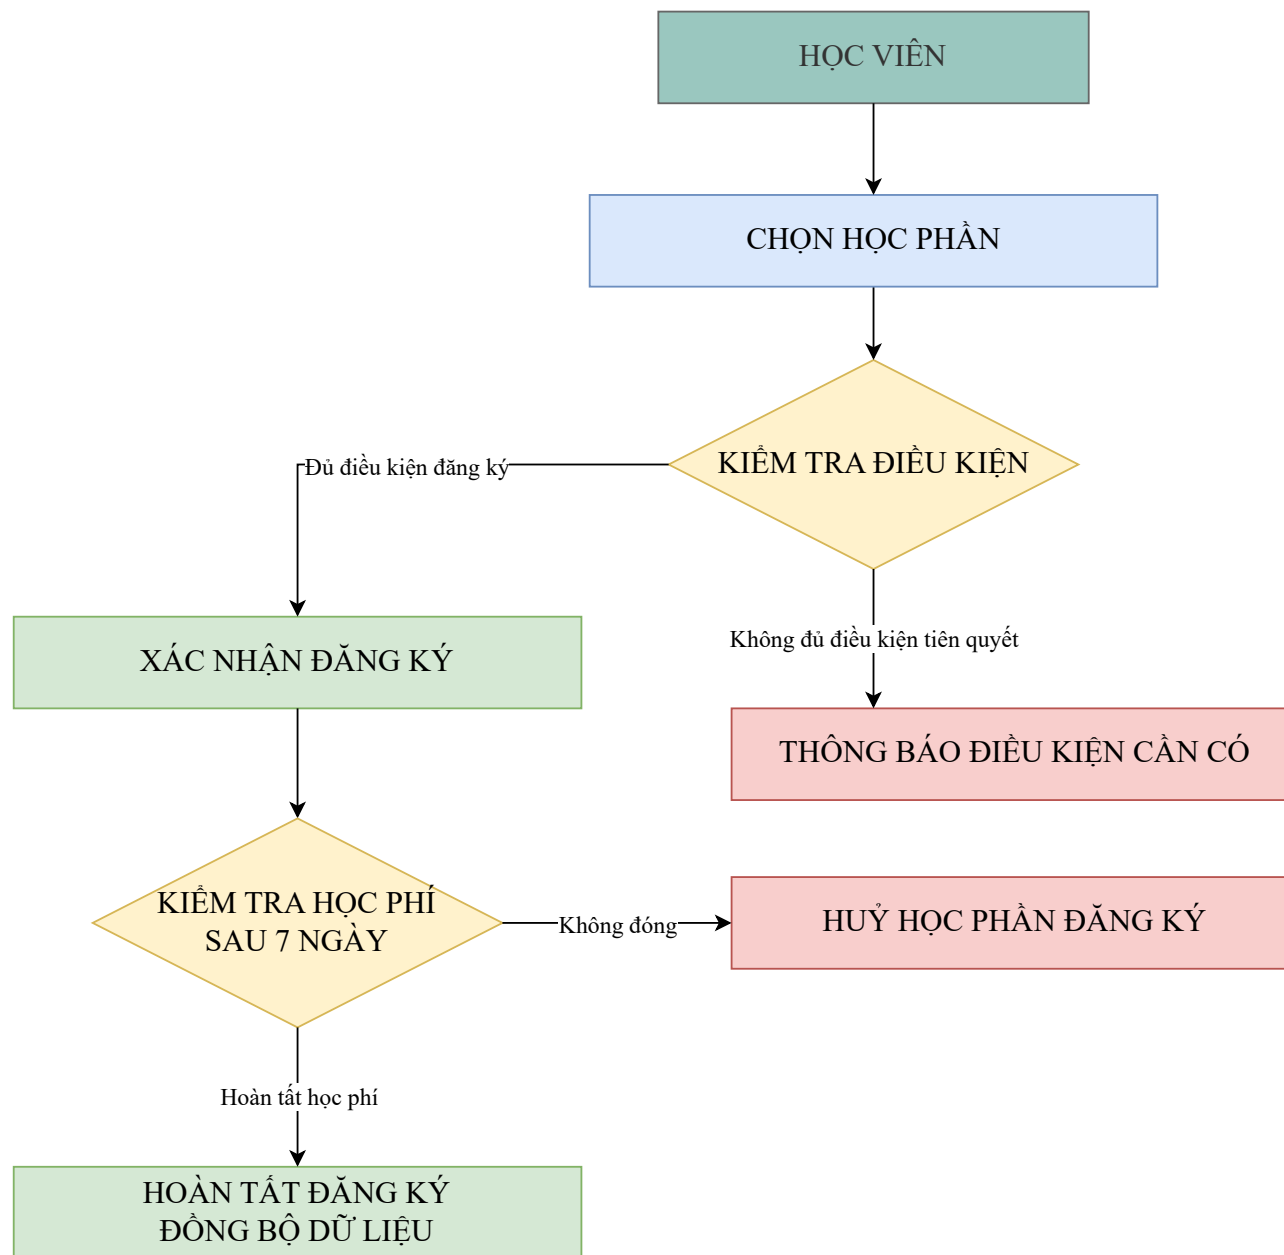 HỌC VIÊN
CHỌN HỌC PHẦN
KIỂM TRA ĐIỀU KIỆN
Đủ điều kiện đăng ký
Không đủ điều kiện tiên quyết
XÁC NHẬN ĐĂNG KÝ
THÔNG BÁO ĐIỀU KIỆN CẦN CÓ
KIỂM TRA HỌC PHÍ
SAU 7 NGÀY
Không đóng
HUỶ HỌC PHẦN ĐĂNG KÝ
Hoàn tất học phí
HOÀN TẤT ĐĂNG KÝ
ĐỒNG BỘ DỮ LIỆU